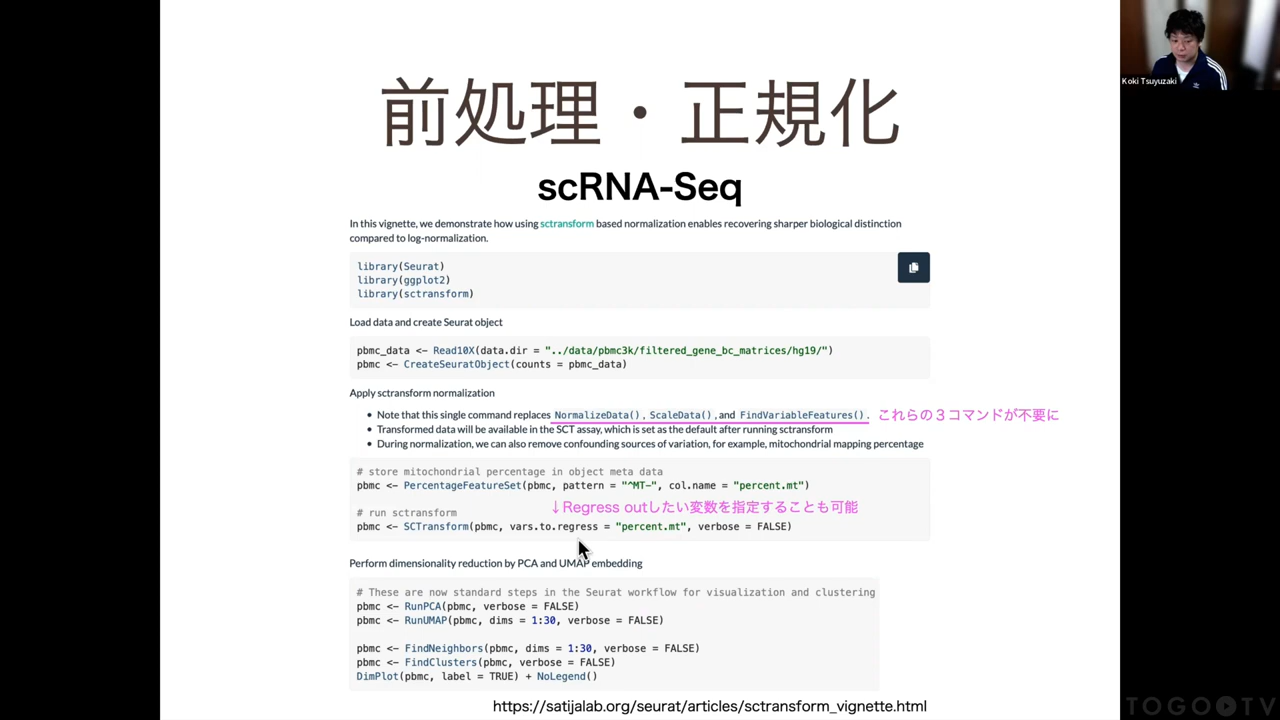 前処理・正規化
scRNA-Seq
In this vignette, we demonstrate how using sctransform based normalization enables recovering sharper biological distinction
compared to log-normalization.
library(Seurat)
library(ggplot2)
library(sctransform)
Load data and create Seurat object
pbmc_data <- Read10X(data.dir = "../data/pbmc3k/filtered_gene_bc_matrices/hg19/")
pbmc <- CreateSeuratObject(counts = pbmc_data)
Apply sctransform normalization
• Note that this single command replaces NormalizeData(), ScaleData(), and FindVariableFeatures(). これらの3コマンドが不要に
• Transformed data will be available in the SCT assay, which is set as the default after running sctransform
• During normalization, we can also remove confounding sources of variation, for example, mitochondrial mapping percentage
# store mitochondrial percentage in object meta data
pbmc <- PercentageFeatureSet(pbmc, pattern = "^MT-", col.name = "percent.mt")
↓Regress outしたい変数を指定することも可能
# run sctransform
pbmc <- SCTransform(pbmc, vars.to.regress = "percent.mt", verbose = FALSE)
Perform dimensionality reduction by PCA and UMAP embedding
# These are now standard steps in the Seurat workflow for visualization and clustering
pbmc <- RunPCA(pbmc, verbose = FALSE)
pbmc <- RunUMAP(pbmc, dims = 1:30, verbose = FALSE)
pbmc <- FindNeighbors(pbmc, dims = 1:30, verbose = FALSE)
pbmc <- FindClusters(pbmc, verbose = FALSE)
DimPlot(pbmc, label = TRUE) + NoLegend()
https://satijalab.org/seurat/articles/sctransform_vignette.html
Koki Tsuyuzaki
TOGO TV